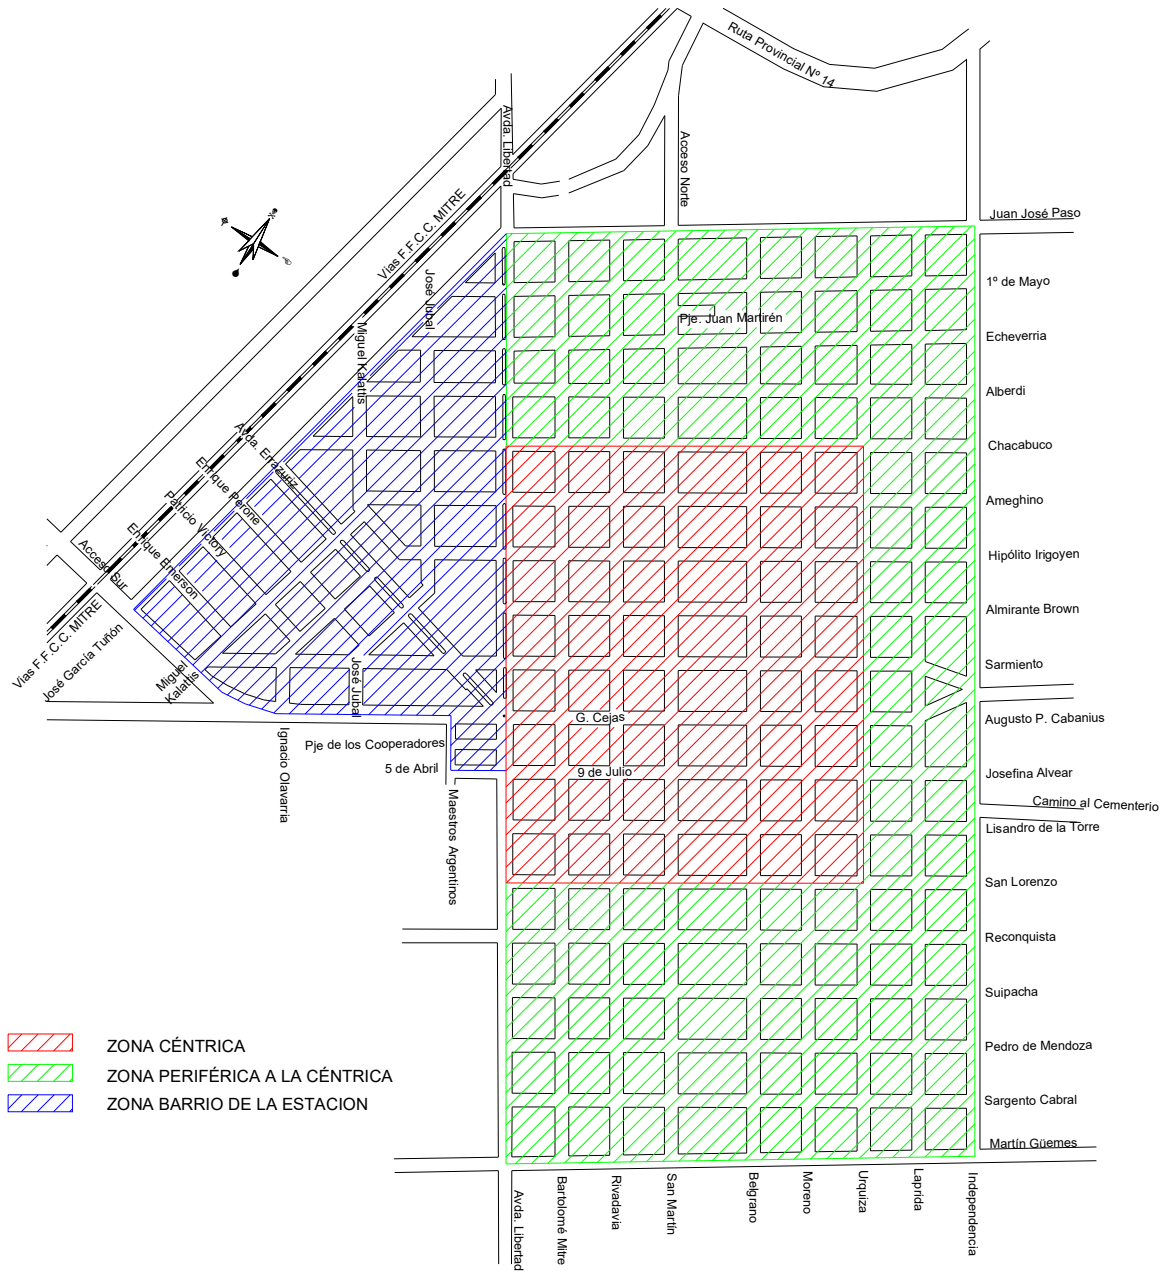 Ruta Provincial Nº 14
Avda. Libertad
Acceso Norte
Vias F.F.C.C. MITRE
Juan José Paso
José Jubal
1º de Mayo
Miguel Kalattis
Pje. Juan Martirén
Echeverria
Alberdi
Avda. Errazuriz
Chacabuco
Enrique Perone
Patricio Victory
Ameghino
Enrique Emerson
Acceso Sur
Hipólito Irigoyen
Vias F.F.C.C. MITRE
José García Tuñón
Almirante Brown
Miguel
Kalattis
José Jubal
Sarmiento
G. Cejas
Augusto P. Cabanius
Ignacio Olavarria
Pje de los Cooperadores
5 de Abril
9 de Julio
Josefina Alvear
Maestros Argentinos
Camino al Cementerio
Lisandro de la Torre
San Lorenzo
Reconquista
Suipacha
ZONA CÉNTRICA
Pedro de Mendoza
ZONA PERIFÉRICA A LA CÉNTRICA
ZONA BARRIO DE LA ESTACION
Sargento Cabral
Martín Güemes
Avda. Libertad
Bartolomé Mitre
Rivadavia
San Martín
Belgrano
Moreno
Urquiza
Laprida
Independencia